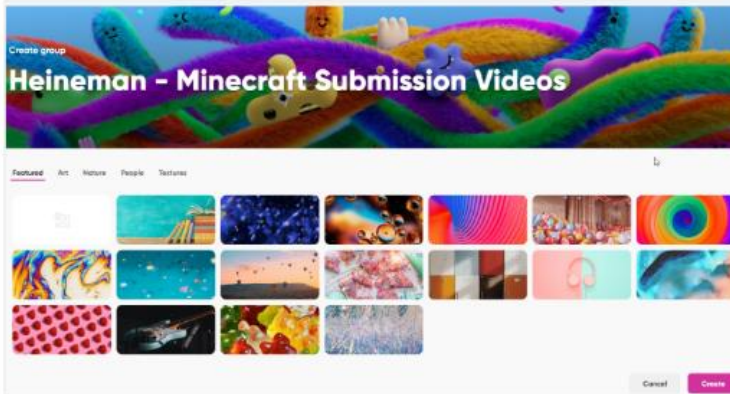 Create group
Heineman - Minecraft Submission Videos
Featured Art Nature People Textures
Cancel Create